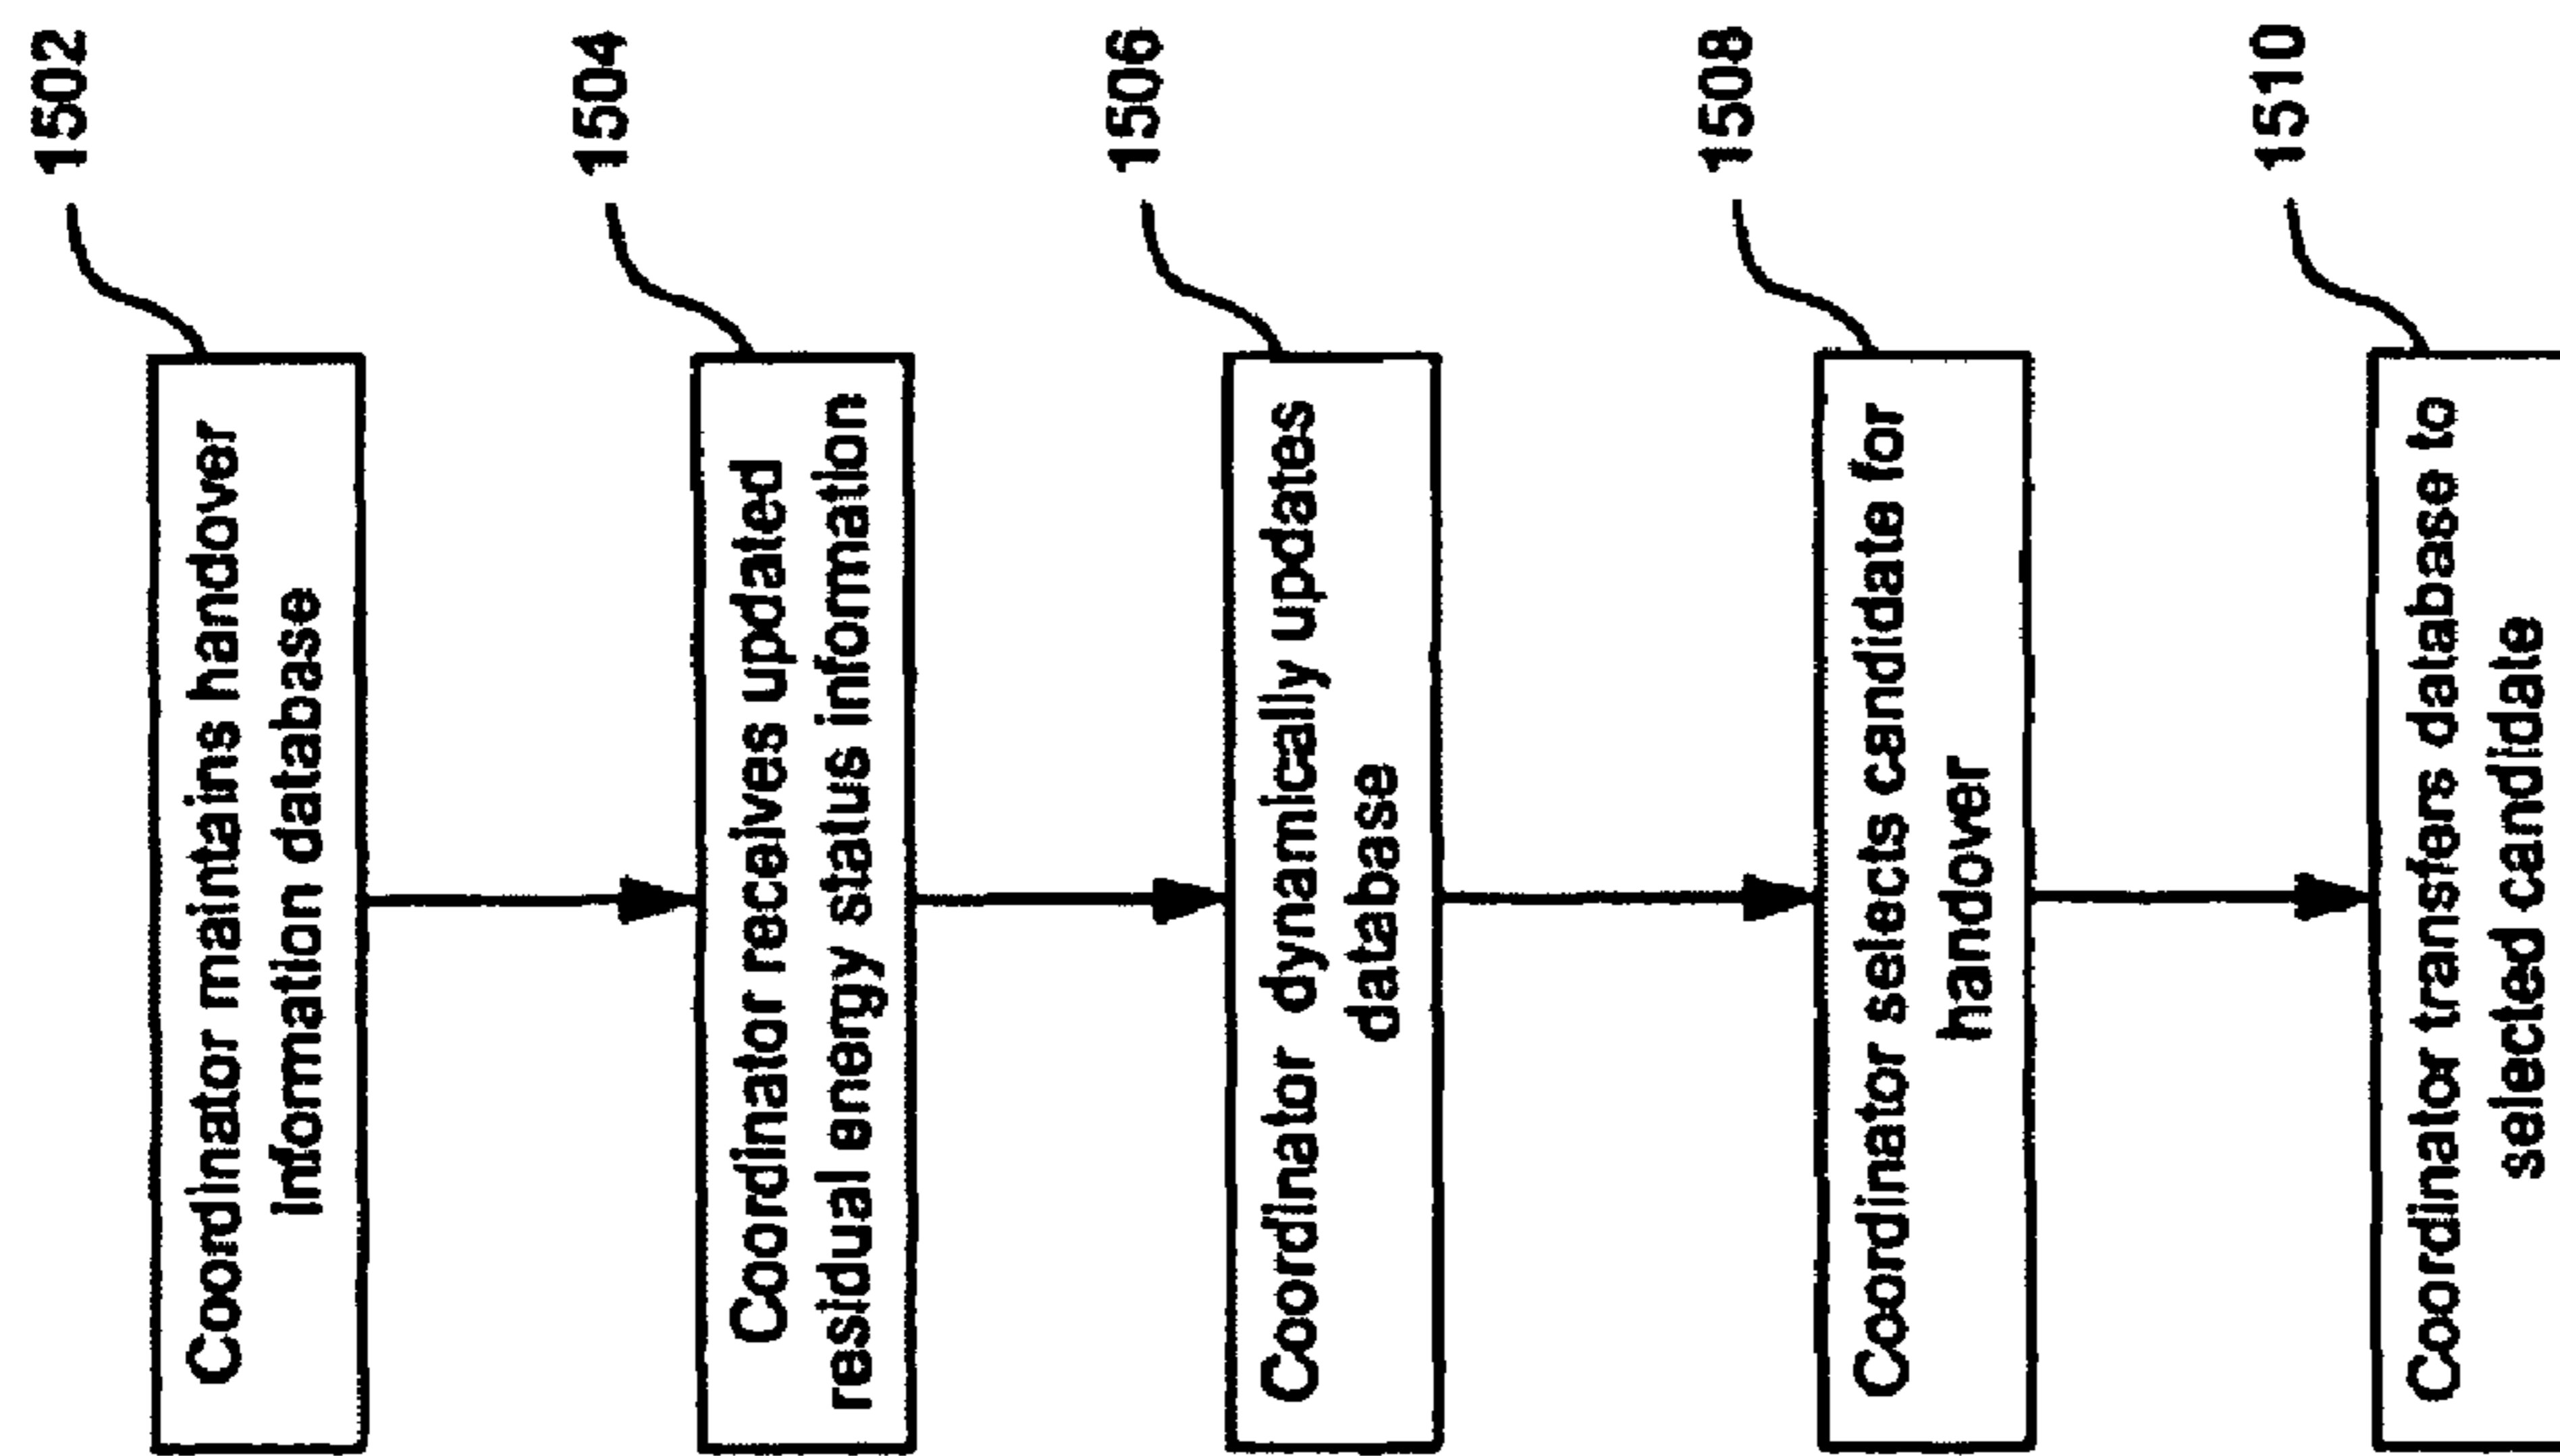 1502
Coordinator maintains handover
information database
1504
Coordinator receives updated
residual energy status information
1506
Coordinator dynamically updates
database
1508
Coordinator selects candidate for
handover
1510
Coordinator transfers database to
selected candidate